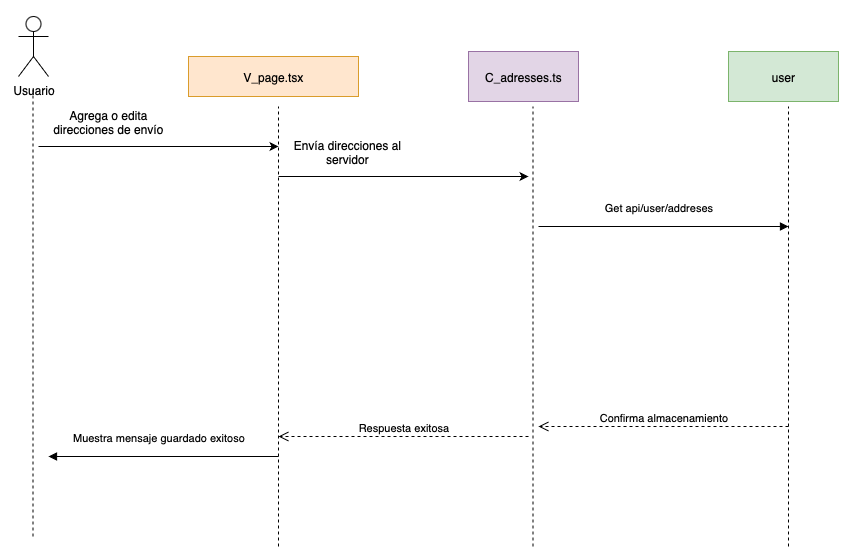 Usuario
V_page.tsx
C_adresses.ts
user
Agrega o edita
direcciones de envío
Envía direcciones al
servidor
Get api/user/addreses
Confirma almacenamiento
Respuesta exitosa
Muestra mensaje guardado exitoso